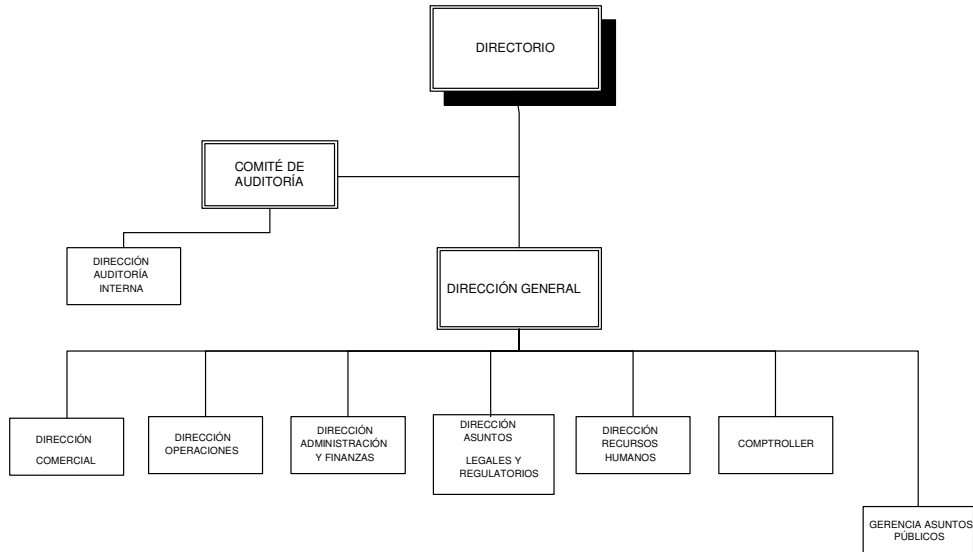 DIRECTORIO
COMITÉ DE
AUDITORÍA
DIRECCIÓN
AUDITORÍA
INTERNA
DIRECCIÓN GENERAL
DIRECCIÓN
COMERCIAL
DIRECCIÓN
OPERACIONES
DIRECCIÓN
ADMINISTRACIÓN
Y FINANZAS
DIRECCIÓN
ASUNTOS
LEGALES Y
REGULATORIOS
DIRECCIÓN
RECURSOS
HUMANOS
COMPTROLLER
GERENCIA ASUNTOS
PÚBLICOS